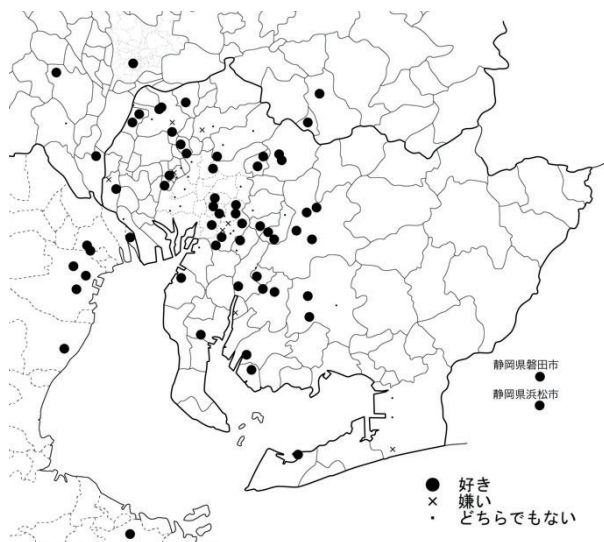 静岡県磐田市
静岡県浜松市
好き
嫌い
どちらでもない